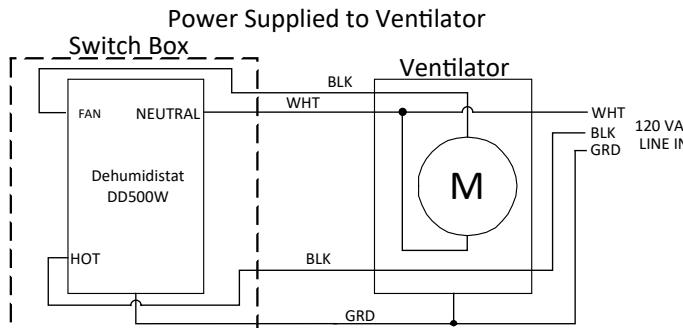 Power Supplied to Ventilator
Switch Box
Ventilator
BLK
WHT
FAN
NEUTRAL
WHT
BLK
GRD
120 VA
LINE IN
Dehumidistat
DD500W
M
HOT
BLK
GRD